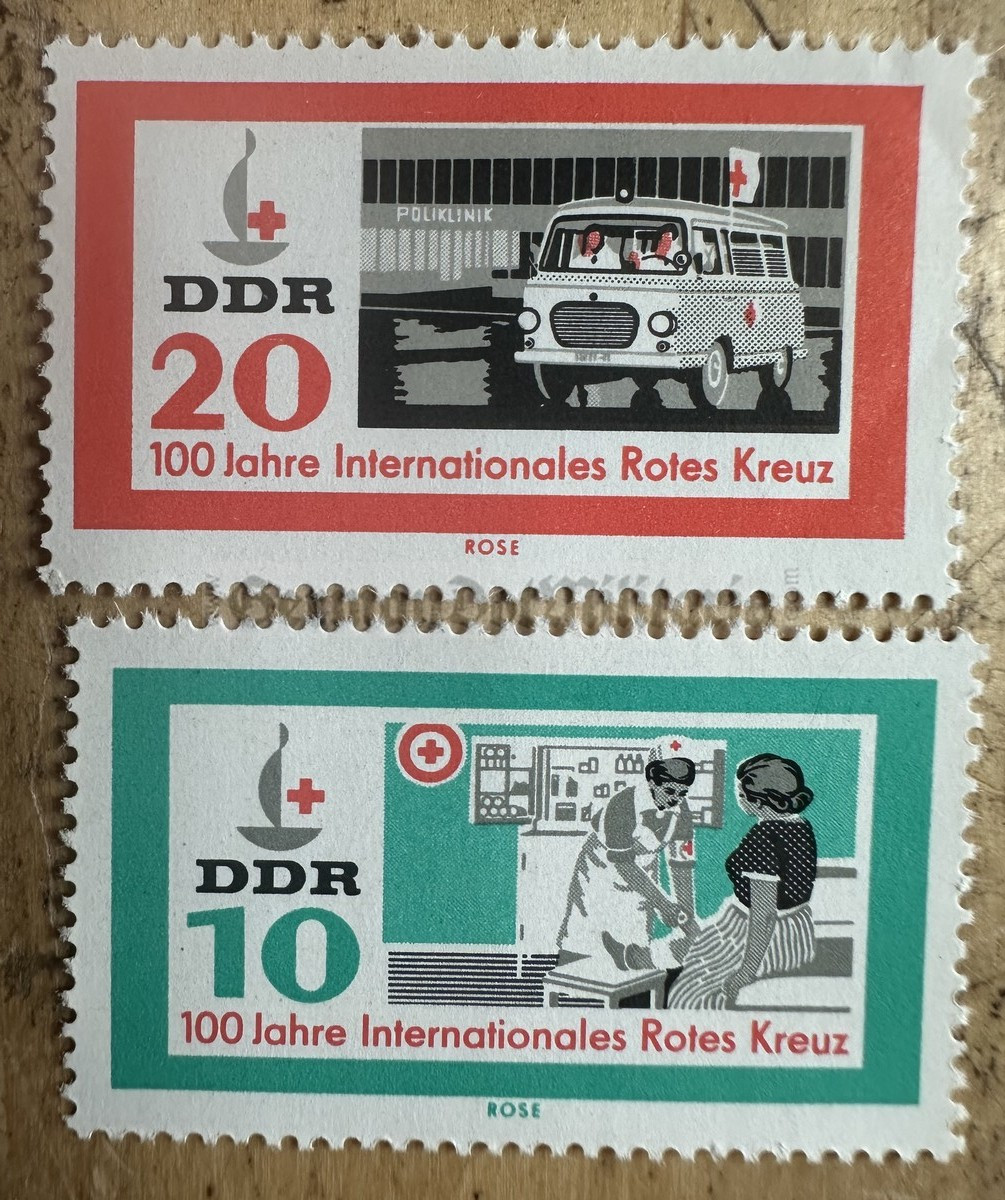 POLIKLINIK
DDR
20
100 Jahre Internationales Rotes Kreuz
ROSE
DDR
10
100 Jahre Internationales Rotes Kreuz
ROSE